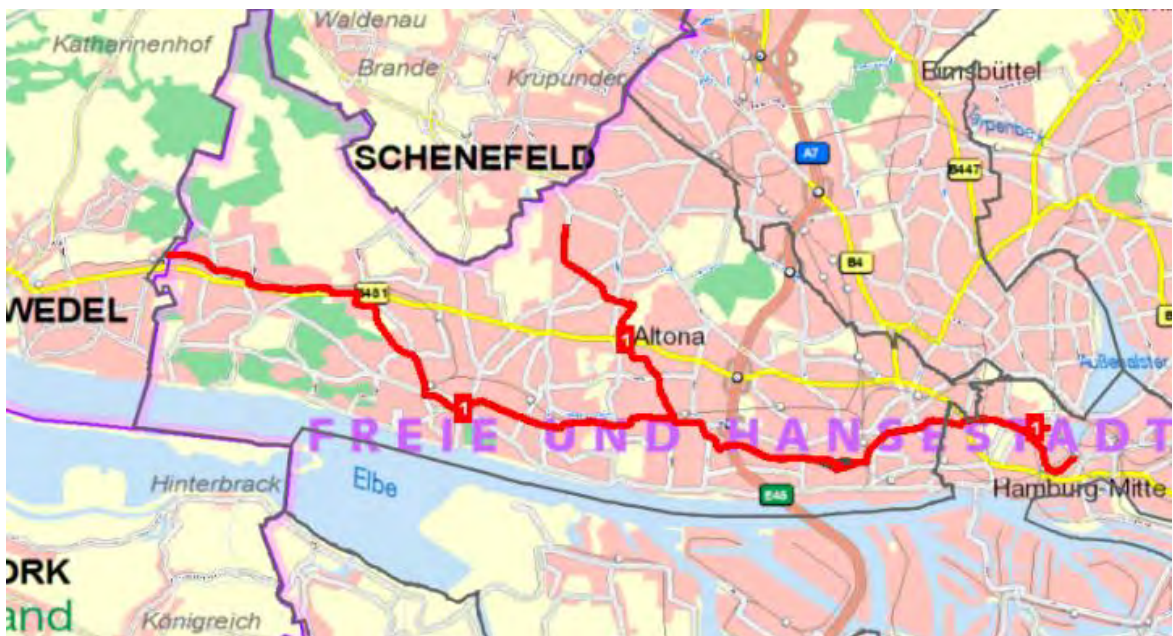 Waldenau
Katharinenhof
Brande
Krupunder
Eimsbüttel
SCHENEFELD
A7
B447
B4
WEDEL
Altona
Außenalster
1
1
1
FREIE UND HANSESTADT
Elbe
Hinterbrack
E45
Hamburg-Mitte
ORK
and
Königreich